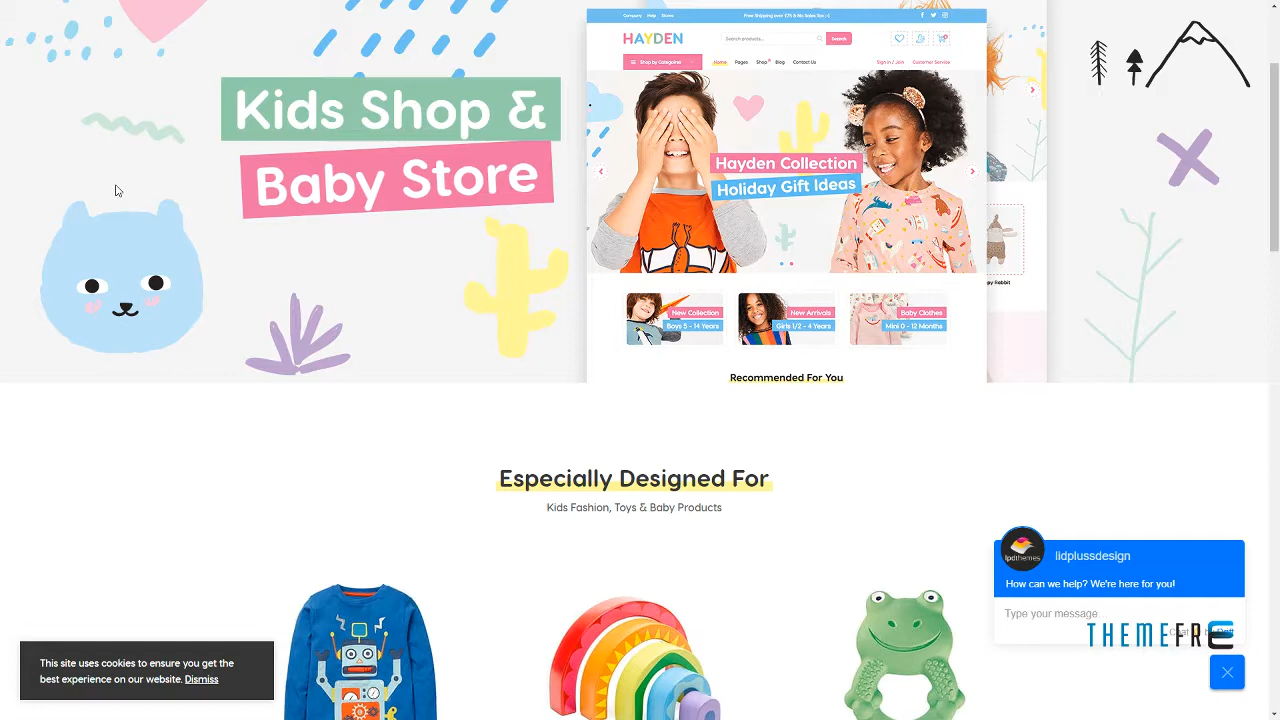 Company Help Stores
Free Shipping over £75 & No Sales Tax :-)
HAYDEN
Search products...
Search
Shop by Categories
Home Pages Shop Blog Contact Us
Sign in / Join Customer Service
Kids Shop &
Baby Store
Hayden Collection
Holiday Gift Ideas
New Collection
Boys 5 - 14 Years
New Arrivals
Girls 1/2 - 4 Years
Baby Clothes
Mini 0 - 12 Months
Rabbit
Recommended For You
Especially Designed For
Kids Fashion, Toys & Baby Products
lpdthemes
lidplussdesign
How can we help? We're here for you!
Type your message...
Chat
THEMEFRE
This site uses cookies to ensure you get the
best experience on our website. Dismiss